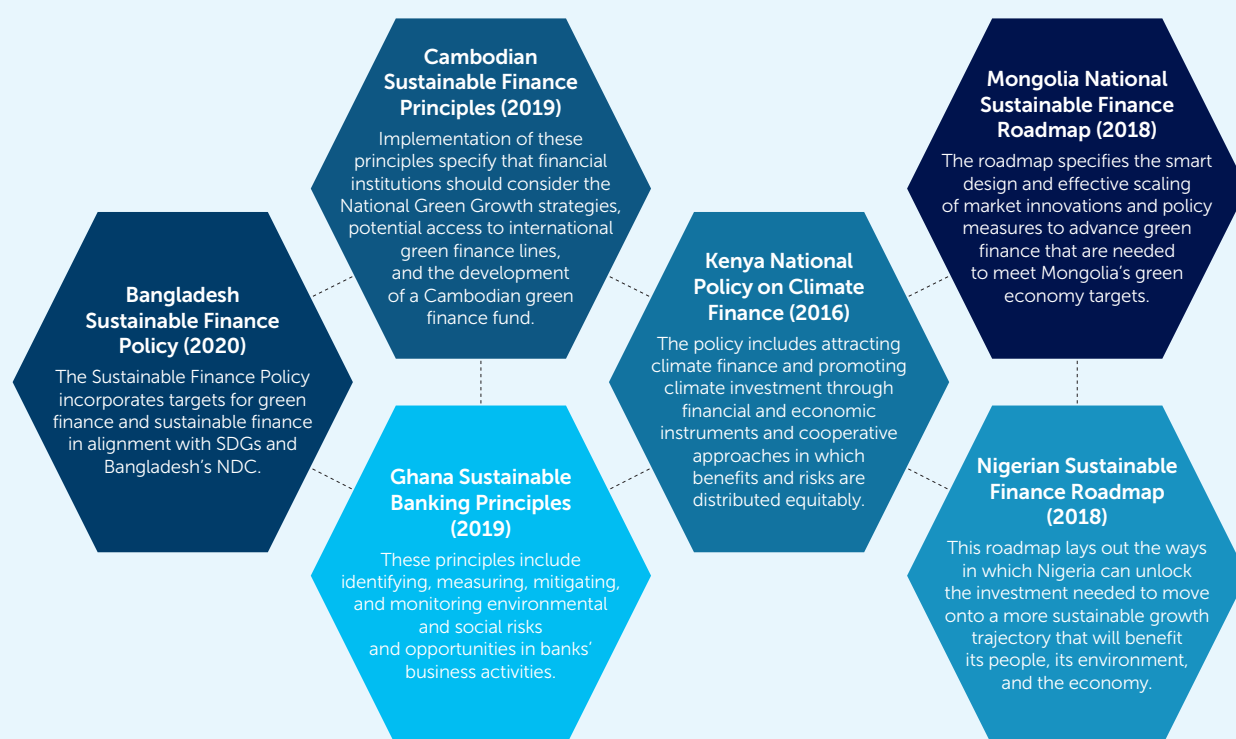 Cambodian
Sustainable Finance
Principles (2019)
Implementation of these
principles specify that financial
institutions should consider the
National Green Growth strategies,
potential access to international
green finance lines,
and the development
of a Cambodian green
finance fund.
Mongolia National
Sustainable Finance
Roadmap (2018)
The roadmap specifies the smart
design and effective scaling
of market innovations and policy
measures to advance green
finance that are needed
to meet Mongolia's green
economy targets.
Bangladesh
Sustainable Finance
Policy (2020)
The Sustainable Finance Policy
incorporates targets for green
finance and sustainable finance
in alignment with SDGs and
Bangladesh's NDC.
Kenya National
Policy on Climate
Finance (2016)
The policy includes attracting
climate finance and promoting
climate investment through
financial and economic
instruments and cooperative
approaches in which
benefits and risks are
distributed equitably.
Ghana Sustainable
Banking Principles
(2019)
These principles include
identifying, measuring, mitigating,
and monitoring environmental
and social risks
and opportunities in banks'
business activities.
Nigerian Sustainable
Finance Roadmap
(2018)
This roadmap lays out the ways
in which Nigeria can unlock
the investment needed to move
onto a more sustainable growth
trajectory that will benefit
its people, its environment,
and the economy.